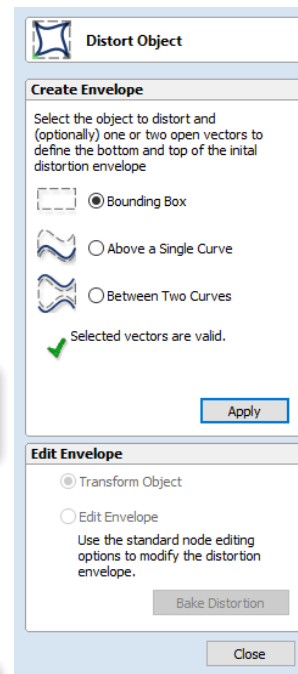 Distort Object
Create Envelope
Select the object to distort and
(optionally) one or two open vectors to
define the bottom and top of the inital
distortion envelope
Bounding Box
Above a Single Curve
Between Two Curves
Selected vectors are valid.
Apply
Edit Envelope
Transform Object
Edit Envelope
Use the standard node editing
options to modify the distortion
envelope.
Bake Distortion
Close